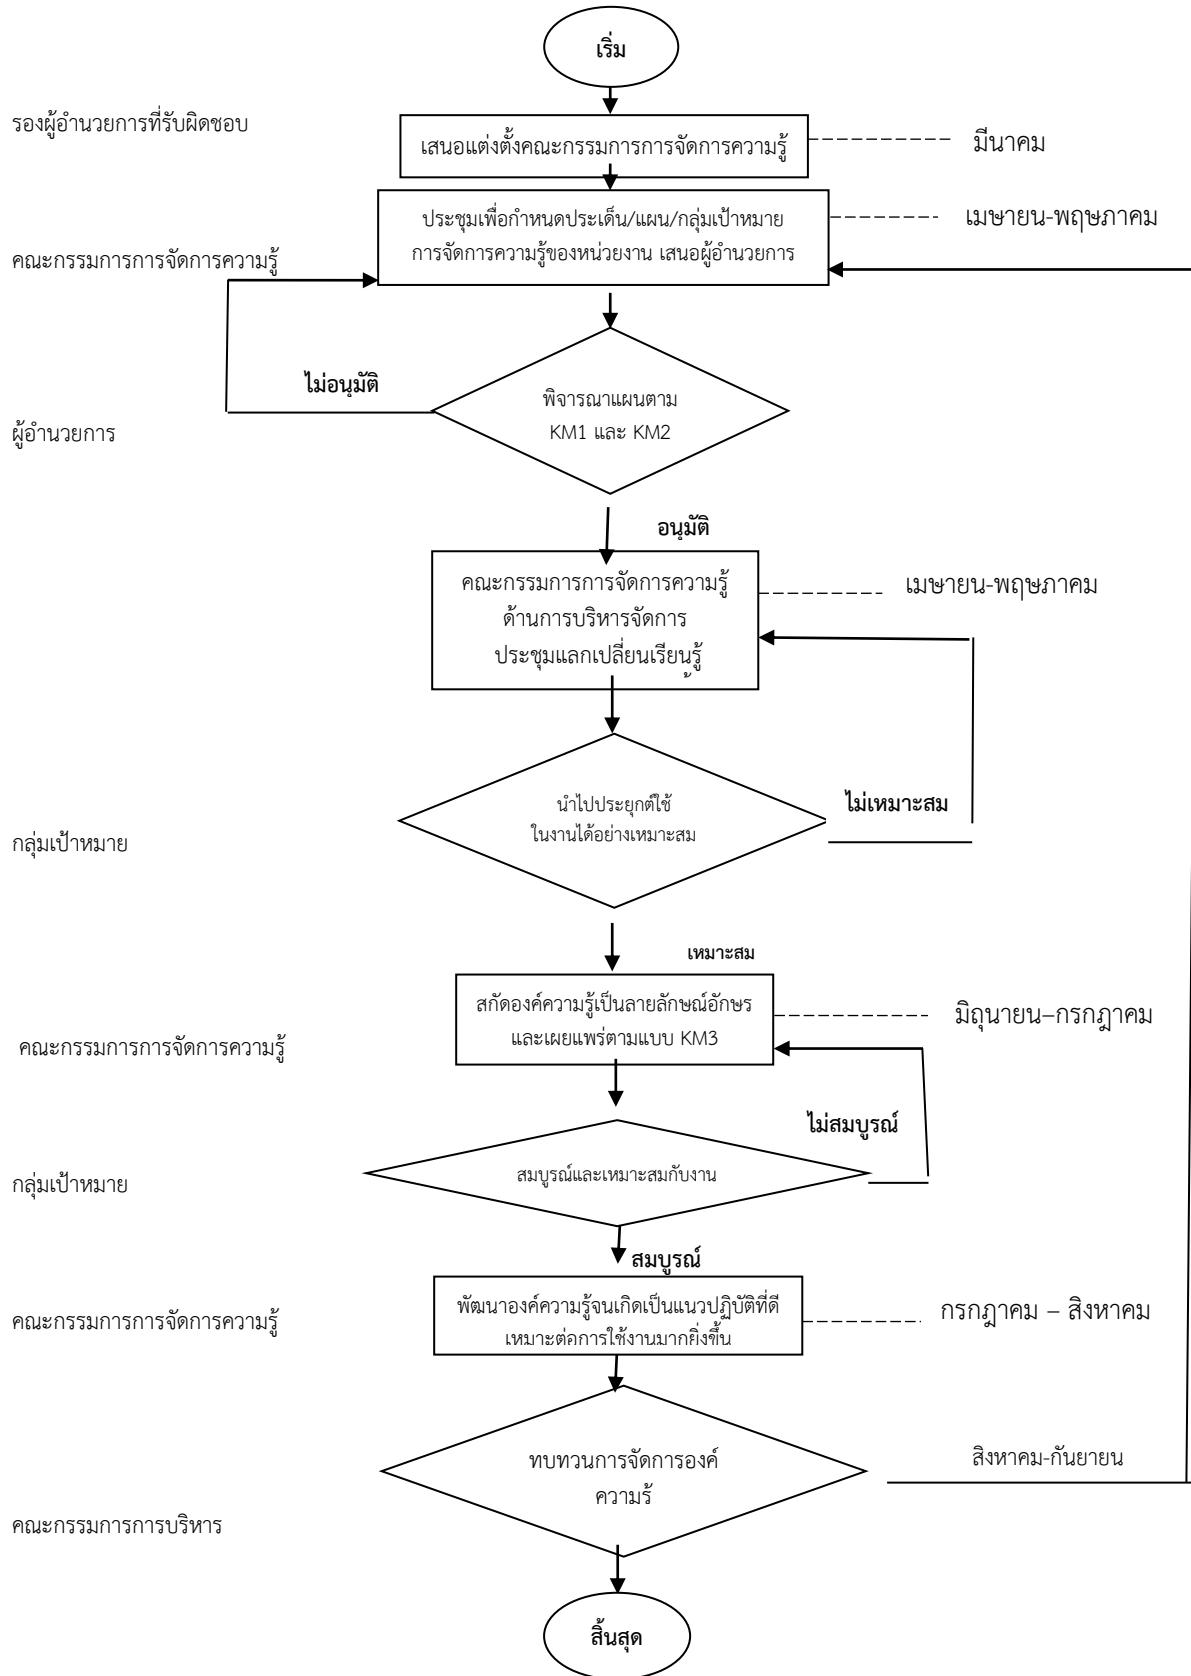 เริ่ม
รองผู้อำนวยการที่รับผิดชอบ
เสนอแต่งตั้งคณะกรรมการการจัดการความรู้
มีนาคม
ประชุมเพื่อกำหนดประเด็น/แผน/กลุ่มเป้าหมาย
การจัดการความรู้ของหน่วยงาน เสนอผู้อำนวยการ
เมษายน-พฤษภาคม
คณะกรรมการการจัดการความรู้
ไม่อนุมัติ
พิจารณาแผนตาม
KM1 และ KM2
ผู้อำนวยการ
อนุมัติ
คณะกรรมการการจัดการความรู้
ด้านการบริหารจัดการ
ประชุมแลกเปลี่ยนเรียนรู้
เมษายน-พฤษภาคม
นำไปประยุกต์ใช้
ในงานได้อย่างเหมาะสม
ไม่เหมาะสม
กลุ่มเป้าหมาย
เหมาะสม
สกัดองค์ความรู้เป็นลายลักษณ์อักษร
และเผยแพร่ตามแบบ KM3
มิถุนายน–กรกฎาคม
คณะกรรมการการจัดการความรู้
ไม่สมบูรณ์
สมบูรณ์และเหมาะสมกับงาน
กลุ่มเป้าหมาย
สมบูรณ์
พัฒนาองค์ความรู้จนเกิดเป็นแนวปฏิบัติที่ดี
เหมาะต่อการใช้งานมากยิ่งขึ้น
กรกฎาคม – สิงหาคม
คณะกรรมการการจัดการความรู้
ทบทวนการจัดการองค์
ความรู้
สิงหาคม-กันยายน
คณะกรรมการการบริหาร
สิ้นสุด